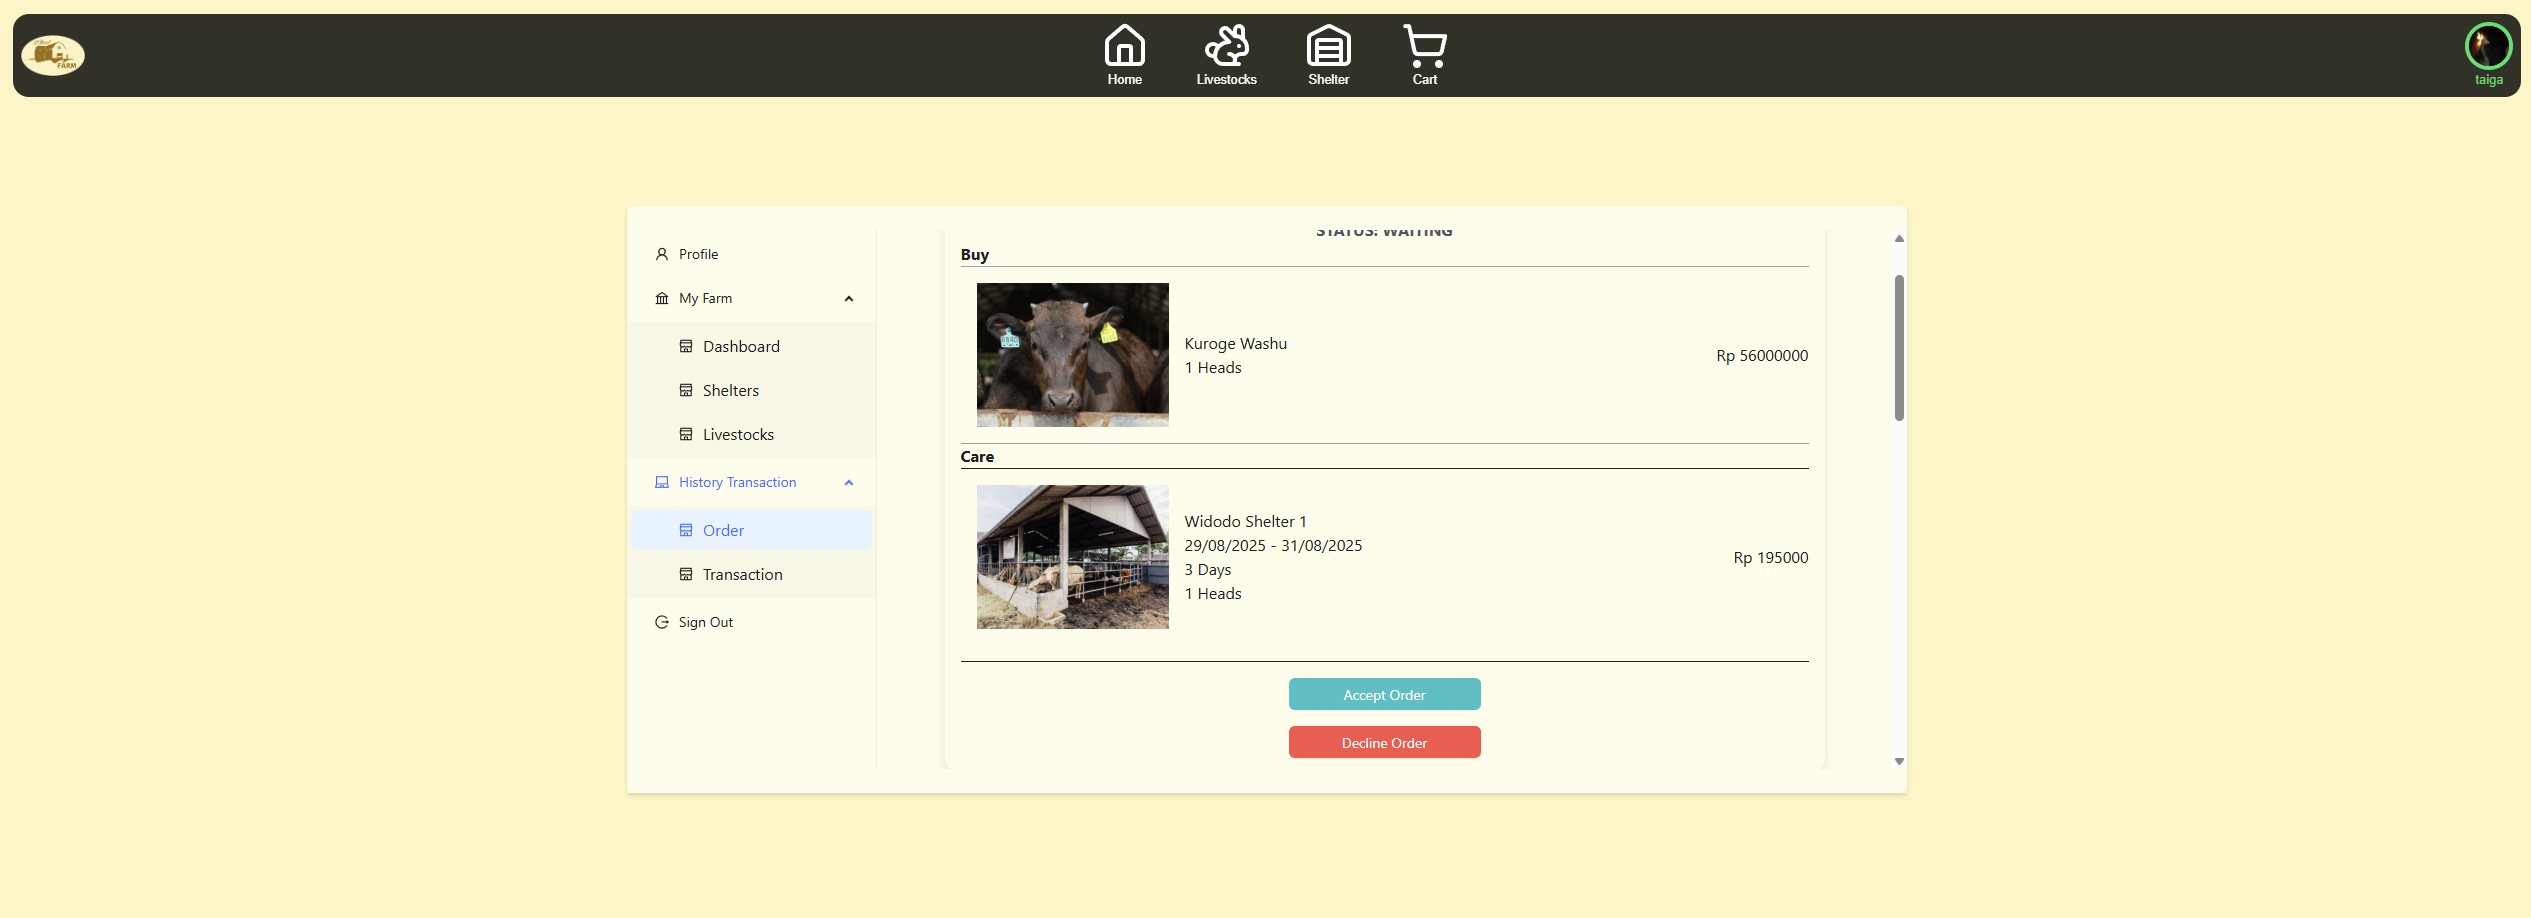 FARM
Home
Livestocks
Shelter
Cart
taiga
Profile
My Farm
Dashboard
Shelters
Livestocks
History Transaction
Order
Transaction
Sign Out
STATUS: WAITING
Buy
Kuroge Washu
1 Heads
Rp 56000000
Care
Widodo Shelter 1
29/08/2025 - 31/08/2025
3 Days
1 Heads
Rp 195000
Accept Order
Decline Order